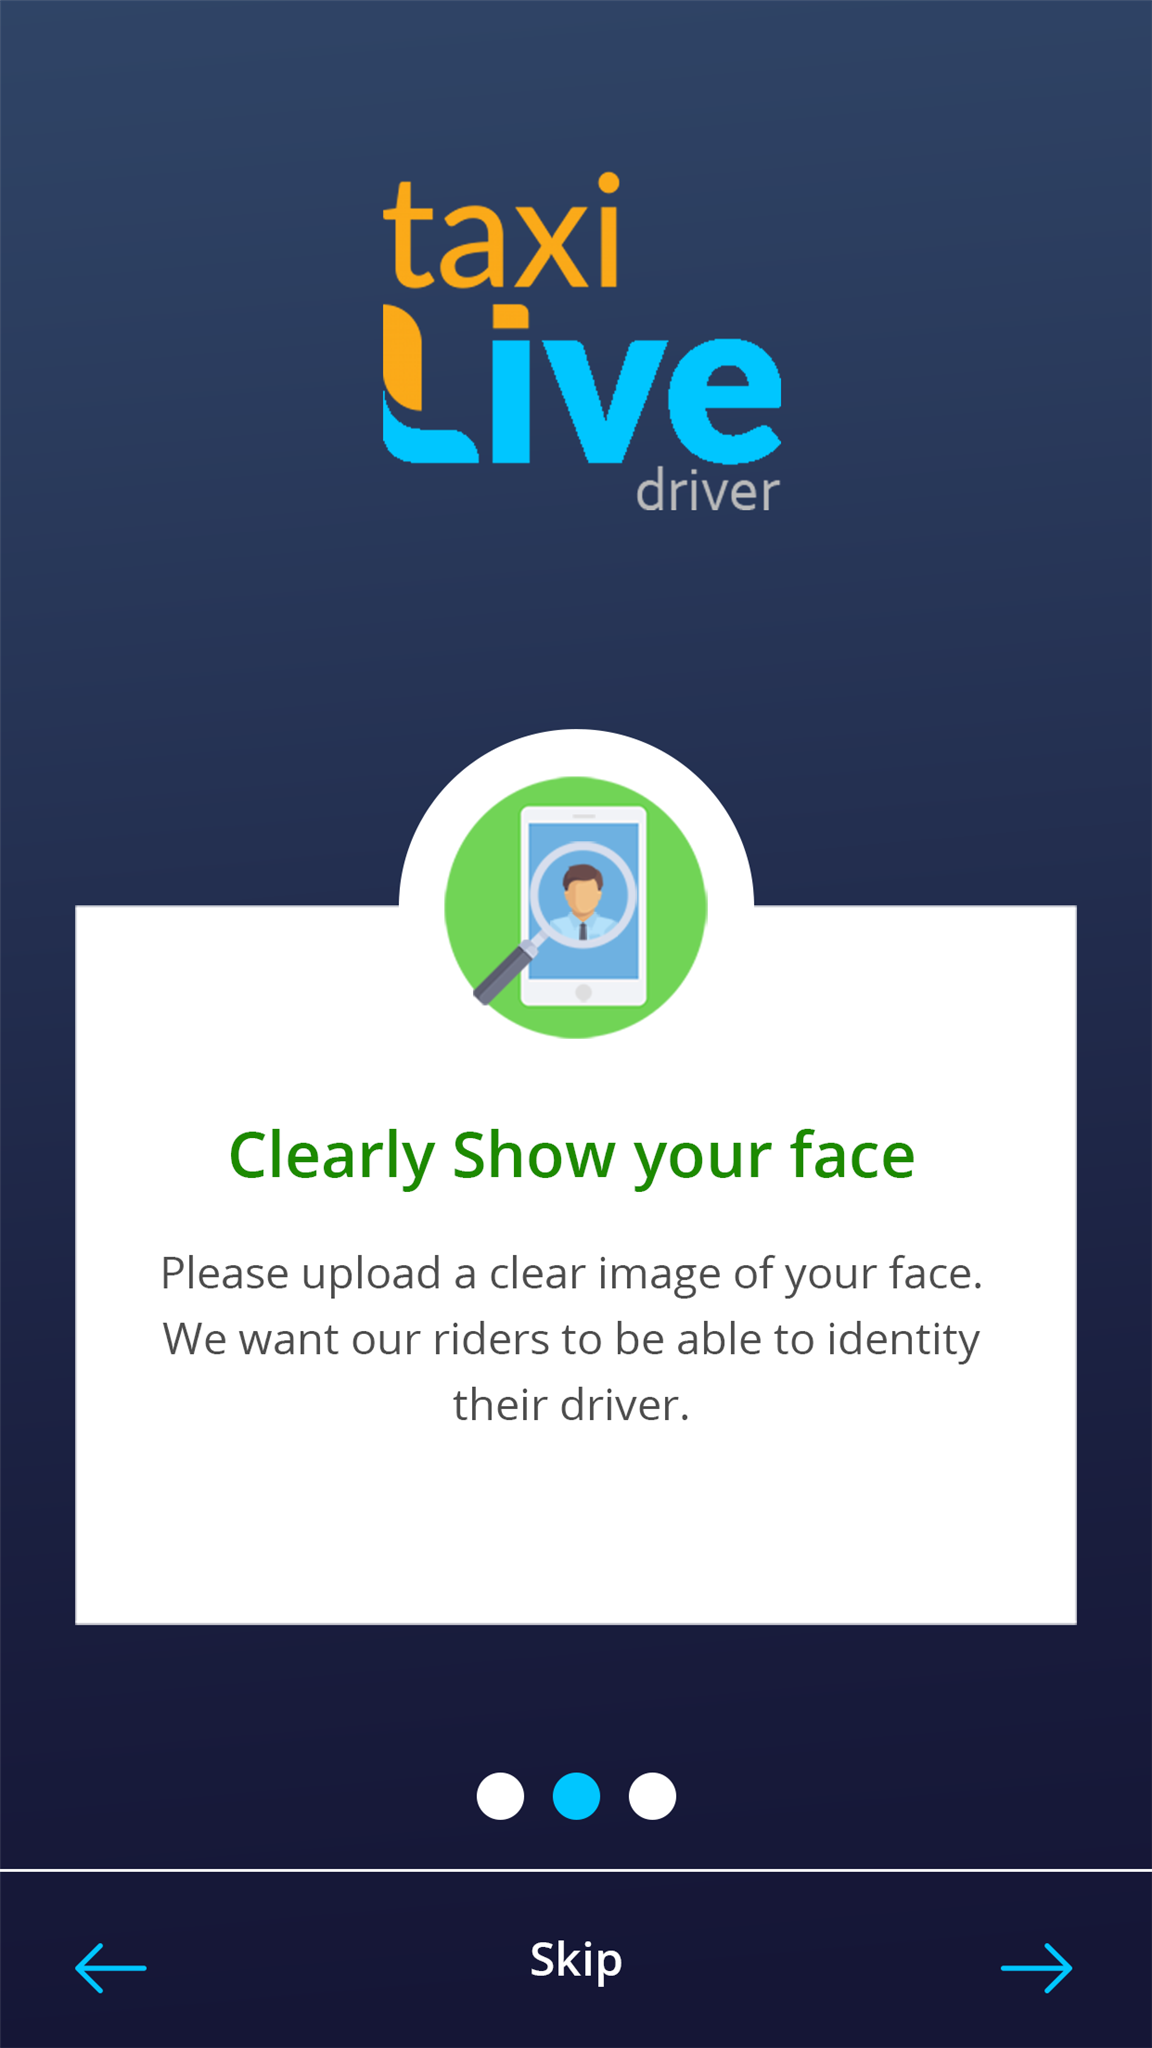 taxi
Live
driver
Clearly Show your face
Please upload a clear image of your face.
We want our riders to be able to identity
their driver.
Skip